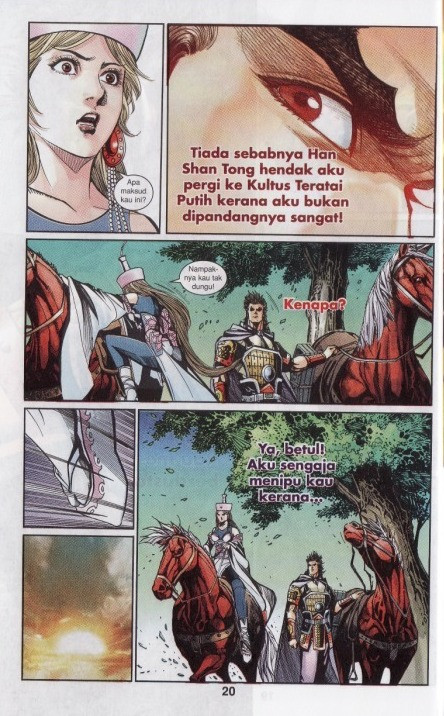 Apa
maksud
kau ini?
Tiada sebabnya Han
Shan Tong hendak aku
pergi ke Kultus Teratai
Putih kerana aku bukan
dipandangnya sangat!
Nampak-
nya kau tak
dungu!
Kenapa?
Ya, betul!
Aku sengaja
menipu kau
kerana...
20